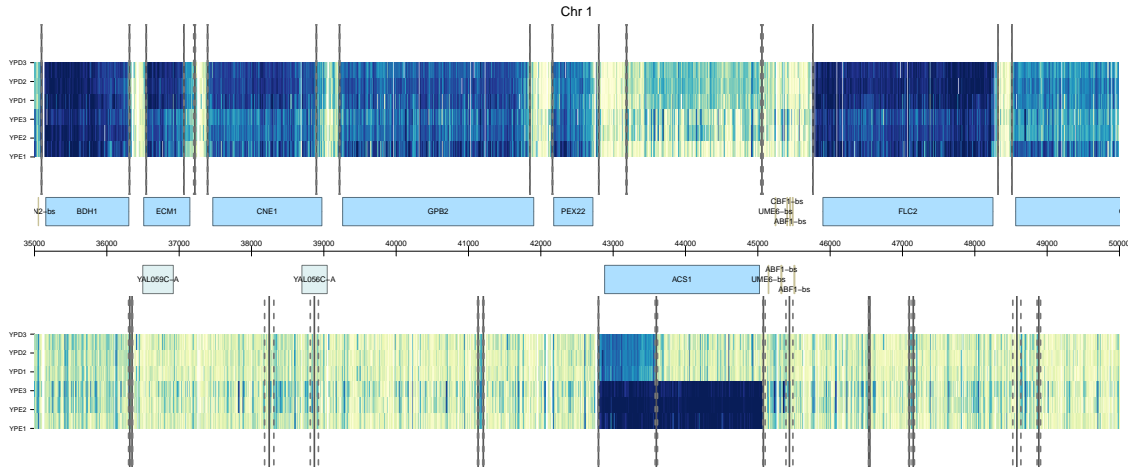 Chr 1
YPD3
YPD2
YPD1
YPE3
YPE2
YPE1
N2-bs
BDH1
ECM1
CNE1
GPB2
PEX22
CBF1-bs
UME6-bs
ABF1-bs
FLC2
35000 36000 37000 38000 39000 40000 41000 42000 43000 44000 45000 46000 47000 48000 49000 50000
YAL059C-A
YAL056C-A
ACS1
ABF1-bs
UME6-bs
ABF1-bs
YPD3
YPD2
YPD1
YPE3
YPE2
YPE1